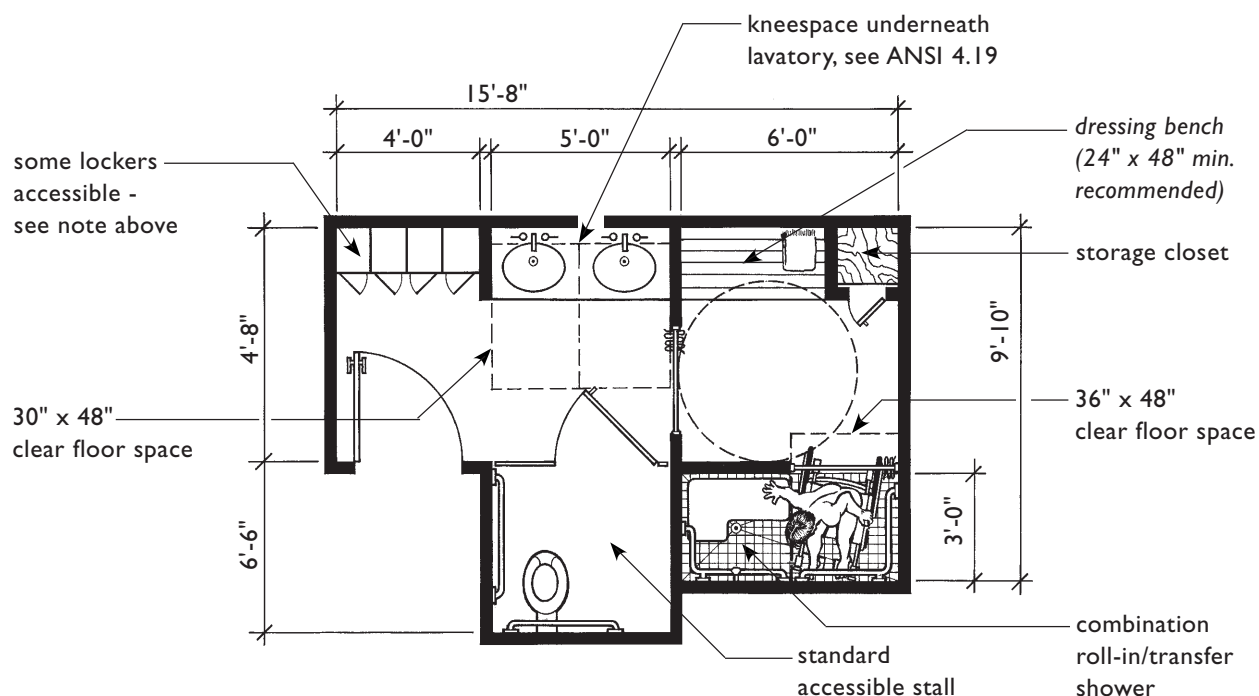 kneespace underneath
lavatory, see ANSI 4.19
15'-8"
4'-0"
5'-0"
6'-0"
dressing bench
(24" x 48" min.
recommended)
some lockers
accessible -
see note above
storage closet
4'-8"
9'-10"
30" x 48"
clear floor space
36" x 48"
clear floor space
6'-6"
3'-0"
standard
accessible stall
combination
roll-in/transfer
shower